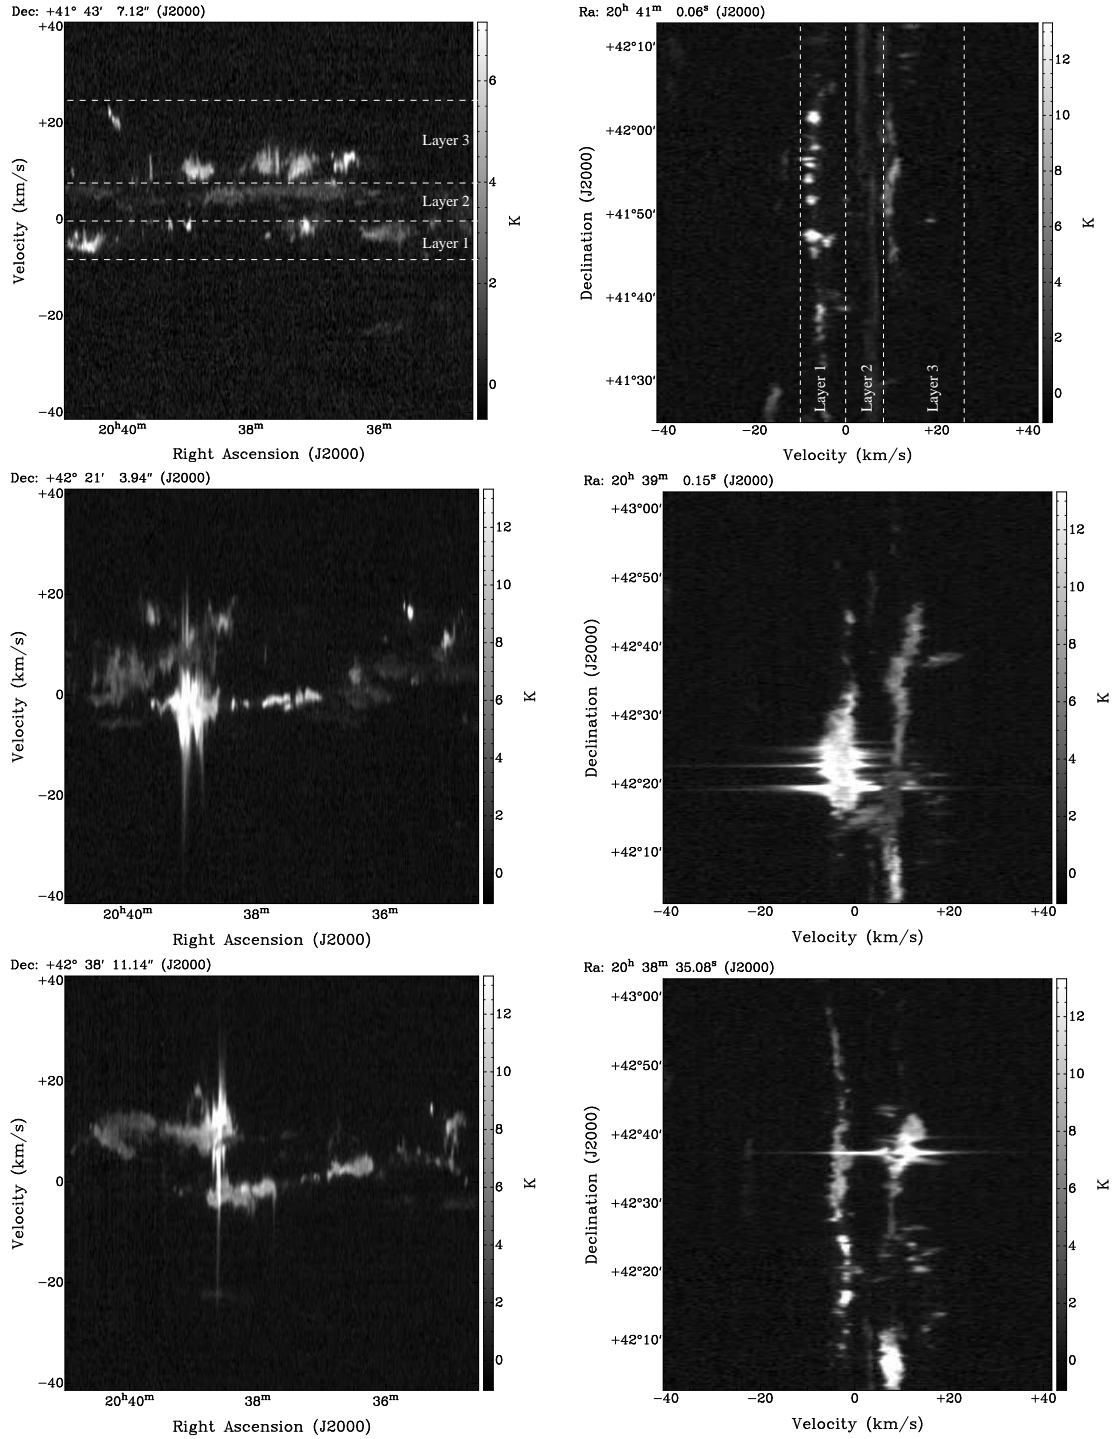 Dec: +41° 43′ 7.12″ (J2000)
+40
+20
0
−20
−40
Velocity (km/s)
Layer 3
Layer 2
Layer 1
20ʰ40ᵐ
38ᵐ
36ᵐ
Right Ascension (J2000)
6
4
2
0
K
Ra: 20ʰ 41ᵐ 0.06ˢ (J2000)
+42°10′
+42°00′
+41°50′
+41°40′
+41°30′
Declination (J2000)
Layer 1
Layer 2
Layer 3
−40
−20
0
+20
+40
Velocity (km/s)
12
10
8
6
4
2
0
K
Dec: +42° 21′ 3.94″ (J2000)
+40
+20
0
−20
−40
Velocity (km/s)
20ʰ40ᵐ
38ᵐ
36ᵐ
Right Ascension (J2000)
12
10
8
6
4
2
0
K
Ra: 20ʰ 39ᵐ 0.15ˢ (J2000)
+43°00′
+42°50′
+42°40′
+42°30′
+42°20′
+42°10′
Declination (J2000)
−40
−20
0
+20
+40
Velocity (km/s)
12
10
8
6
4
2
0
K
Dec: +42° 38′ 11.14″ (J2000)
+40
+20
0
−20
−40
Velocity (km/s)
20ʰ40ᵐ
38ᵐ
36ᵐ
Right Ascension (J2000)
12
10
8
6
4
2
0
K
Ra: 20ʰ 38ᵐ 35.08ˢ (J2000)
+43°00′
+42°50′
+42°40′
+42°30′
+42°20′
+42°10′
Declination (J2000)
−40
−20
0
+20
+40
Velocity (km/s)
12
10
8
6
4
2
0
K